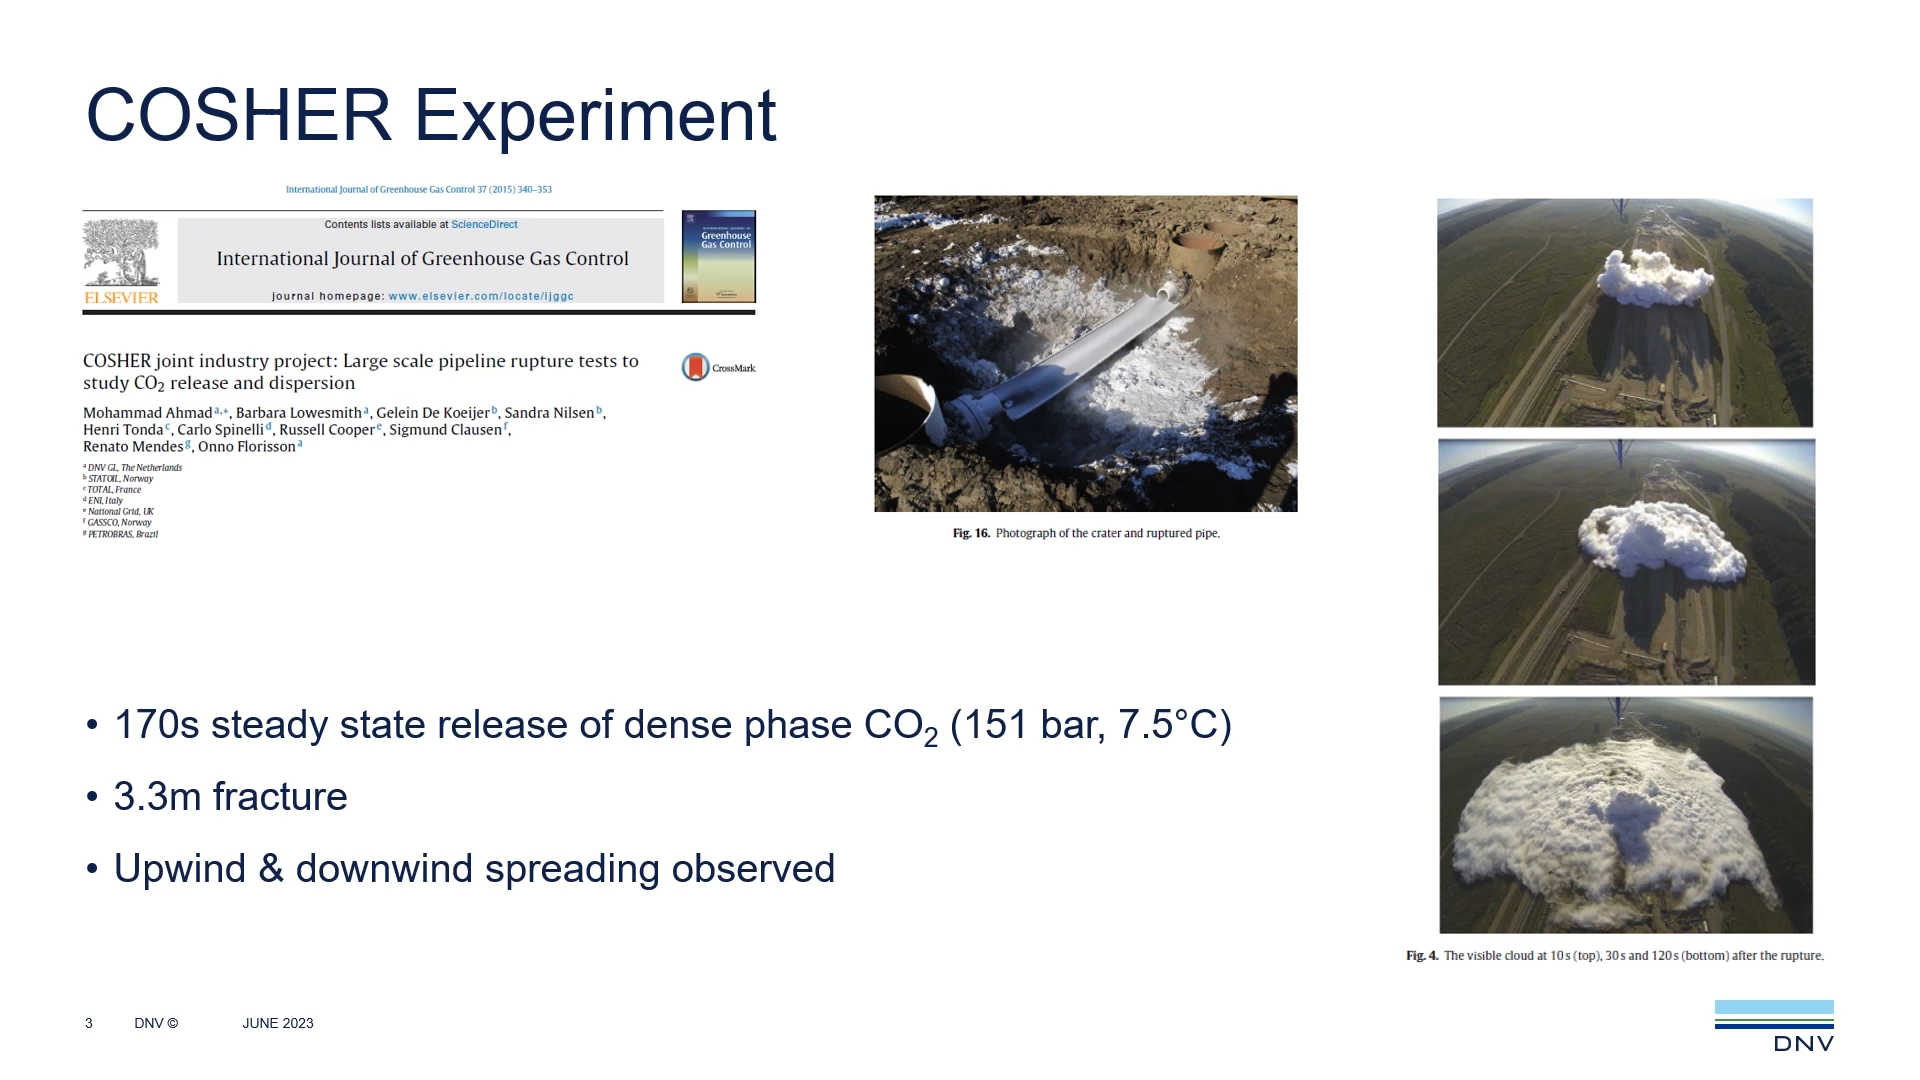 COSHER Experiment
International Journal of Greenhouse Gas Control 37 (2015) 340–353
Contents lists available at ScienceDirect
International Journal of Greenhouse Gas Control
journal homepage: www.elsevier.com/locate/ijggc
ELSEVIER
Greenhouse
Gas Control
COSHER joint industry project: Large scale pipeline rupture tests to
study CO₂ release and dispersion
CrossMark
Mohammad Ahmad a,*, Barbara Lowesmith a, Gelein De Koeijer b, Sandra Nilsen b,
Henri Tonda c, Carlo Spinelli d, Russell Cooper e, Sigmund Clausen f,
Renato Mendes g, Onno Florisson a
a DNV GL, The Netherlands
b STATOIL, Norway
c TOTAL, France
d ENI, Italy
e National Grid, UK
f GASSCO, Norway
g PETROBRAS, Brazil
Fig. 16. Photograph of the crater and ruptured pipe.
• 170s steady state release of dense phase CO₂ (151 bar, 7.5°C)
• 3.3m fracture
• Upwind & downwind spreading observed
Fig. 4. The visible cloud at 10 s (top), 30 s and 120 s (bottom) after the rupture.
3 DNV © JUNE 2023
DNV